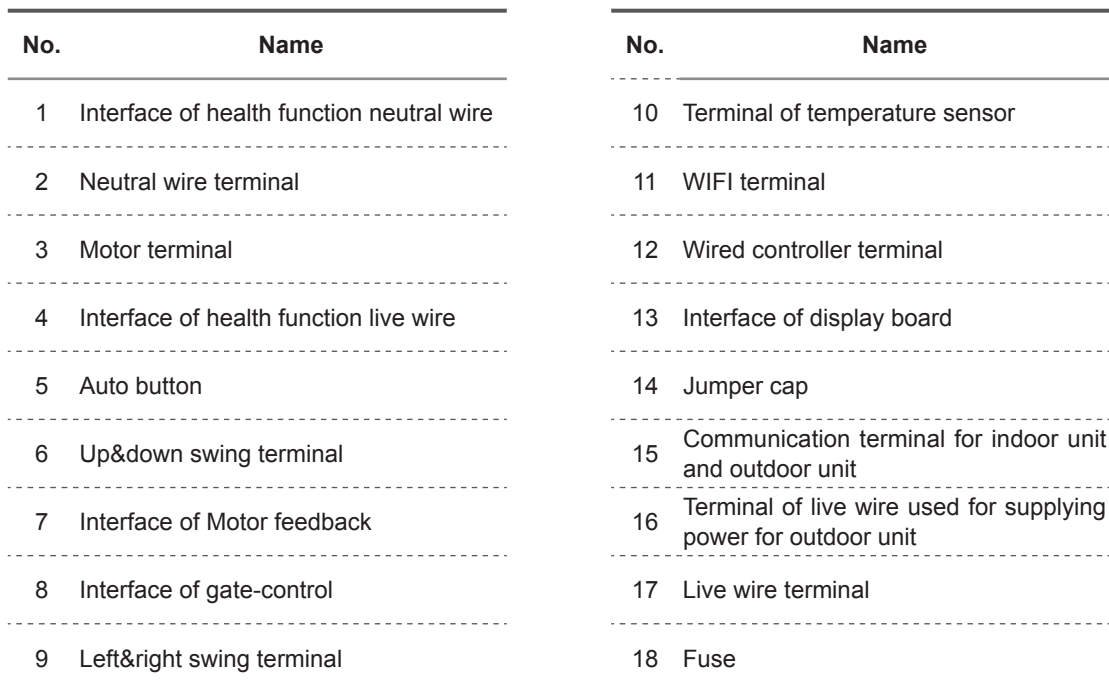 No. Name
1 Interface of health function neutral wire
2 Neutral wire terminal
3 Motor terminal
4 Interface of health function live wire
5 Auto button
6 Up&down swing terminal
7 Interface of Motor feedback
8 Interface of gate-control
9 Left&right swing terminal
No. Name
10 Terminal of temperature sensor
11 WIFI terminal
12 Wired controller terminal
13 Interface of display board
14 Jumper cap
15 Communication terminal for indoor unit
and outdoor unit
16 Terminal of live wire used for supplying
power for outdoor unit
17 Live wire terminal
18 Fuse